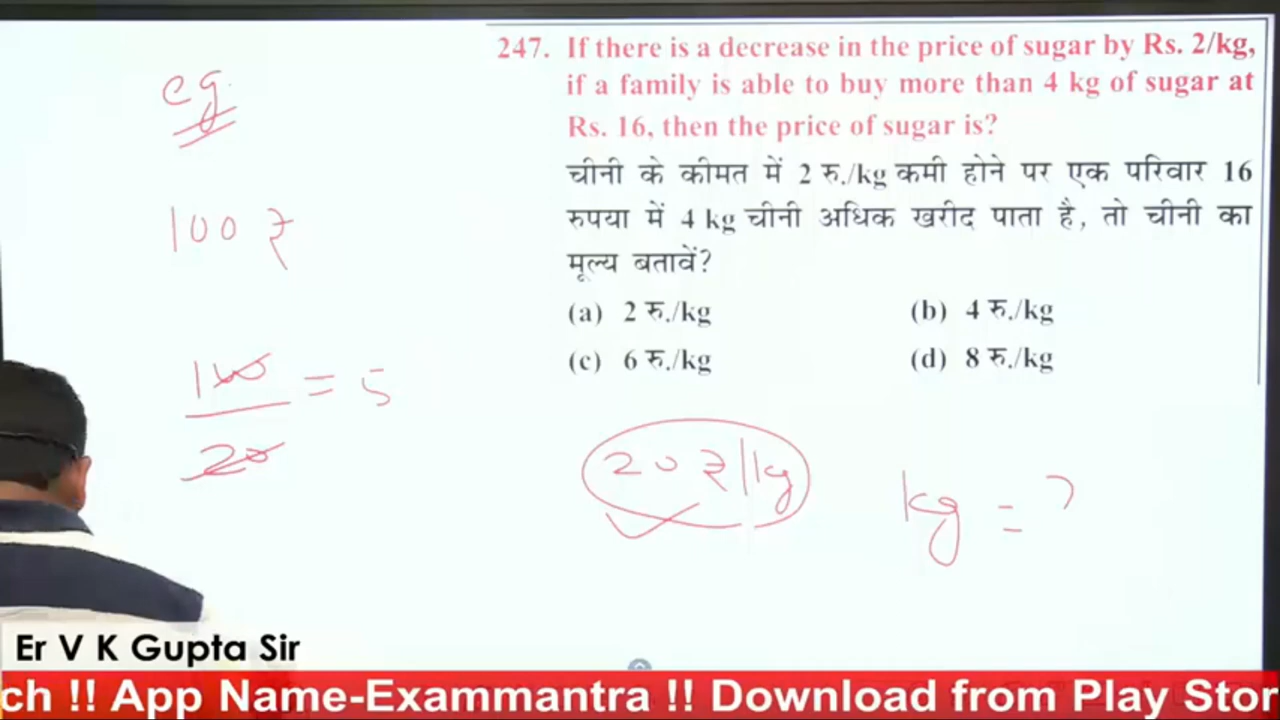 247. If there is a decrease in the price of sugar by Rs. 2/kg,
if a family is able to buy more than 4 kg of sugar at
Rs. 16, then the price of sugar is?
चीनी के कीमत में 2 रु./kg कमी होने पर एक परिवार 16
रुपया में 4 kg चीनी अधिक खरीद पाता है, तो चीनी का
मूल्य बतावें?
(a) 2 रु./kg (b) 4 रु./kg
(c) 6 रु./kg (d) 8 रु./kg
eg.
100 ₹
100
20
= 5
20 ₹/kg
kg = ?
Er V K Gupta Sir
ch !! App Name-Exammantra !! Download from Play Stor